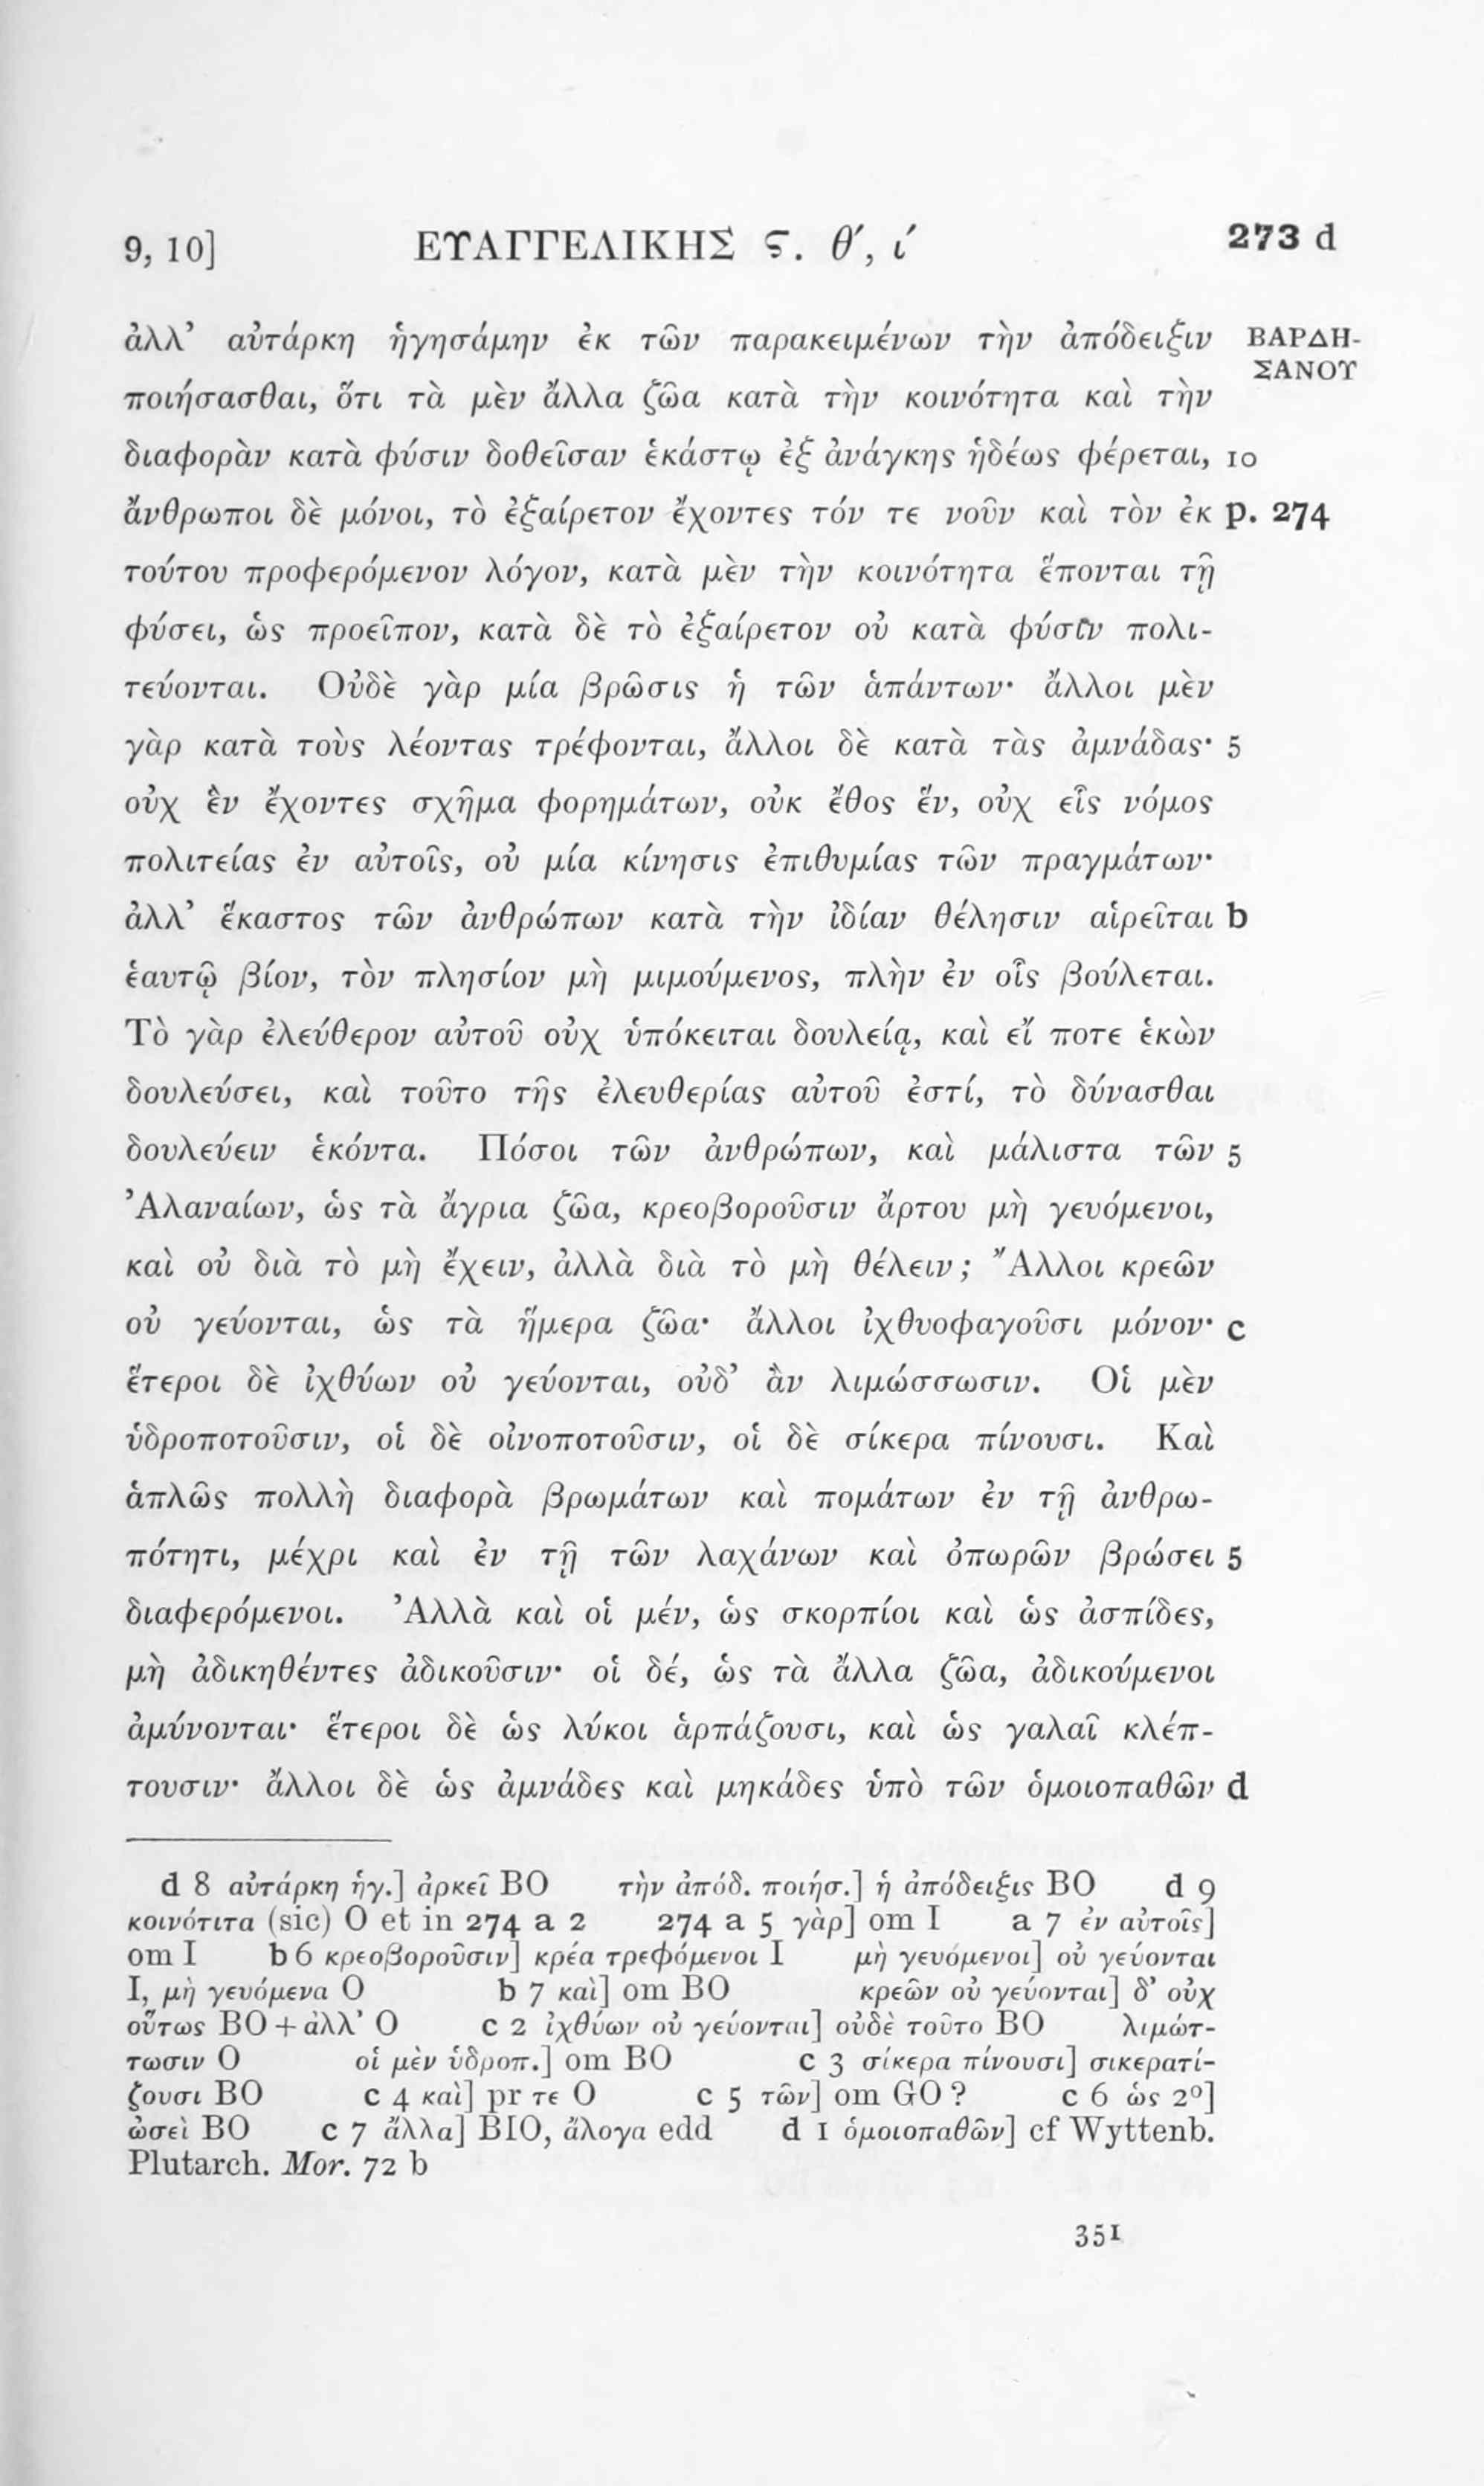 9, 10] ΕΥΑΓΓΕΛΙΚΗΣ ϛ. θʹ, ιʹ 273 d
ἀλλ’ αὐτάρκη ἡγησάμην ἐκ τῶν παρακειμένων τὴν ἀπόδειξιν ΒΑΡΔΗ-
ΣΑΝΟΥ
ποιήσασθαι, ὅτι τὰ μὲν ἄλλα ζῶα κατὰ τὴν κοινότητα καὶ τὴν
διαφορὰν κατὰ φύσιν δοθεῖσαν ἑκάστῳ ἐξ ἀνάγκης ἡδέως φέρεται, 10
ἄνθρωποι δὲ μόνοι, τὸ ἐξαίρετον ἔχοντες τόν τε νοῦν καὶ τὸν ἐκ p. 274
τούτου προφερόμενον λόγον, κατὰ μὲν τὴν κοινότητα ἕπονται τῇ
φύσει, ὡς προεῖπον, κατὰ δὲ τὸ ἐξαίρετον οὐ κατὰ φύσιν πολι-
τεύονται. Οὐδὲ γὰρ μία βρῶσις ἡ τῶν ἁπάντων· ἄλλοι μὲν
γὰρ κατὰ τοὺς λέοντας τρέφονται, ἄλλοι δὲ κατὰ τὰς ἀμνάδας· 5
οὐχ ἓν ἔχοντες σχῆμα φορημάτων, οὐκ ἔθος ἕν, οὐχ εἷς νόμος
πολιτείας ἐν αὐτοῖς, οὐ μία κίνησις ἐπιθυμίας τῶν πραγμάτων·
ἀλλ’ ἕκαστος τῶν ἀνθρώπων κατὰ τὴν ἰδίαν θέλησιν αἱρεῖται b
ἑαυτῷ βίον, τὸν πλησίον μὴ μιμούμενος, πλὴν ἐν οἷς βούλεται.
Τὸ γὰρ ἐλεύθερον αὐτοῦ οὐχ ὑπόκειται δουλείᾳ, καὶ εἴ ποτε ἑκὼν
δουλεύσει, καὶ τοῦτο τῆς ἐλευθερίας αὐτοῦ ἐστί, τὸ δύνασθαι
δουλεύειν ἑκόντα. Πόσοι τῶν ἀνθρώπων, καὶ μάλιστα τῶν 5
Ἀλαναίων, ὡς τὰ ἄγρια ζῶα, κρεοβοροῦσιν ἄρτου μὴ γευόμενοι,
καὶ οὐ διὰ τὸ μὴ ἔχειν, ἀλλὰ διὰ τὸ μὴ θέλειν; Ἄλλοι κρεῶν
οὐ γεύονται, ὡς τὰ ἥμερα ζῶα· ἄλλοι ἰχθυοφαγοῦσι μόνον· c
ἕτεροι δὲ ἰχθύων οὐ γεύονται, οὐδ’ ἂν λιμώσσωσιν. Οἱ μὲν
ὑδροποτοῦσιν, οἱ δὲ οἰνοποτοῦσιν, οἱ δὲ σίκερα πίνουσι. Καὶ
ἁπλῶς πολλὴ διαφορὰ βρωμάτων καὶ πομάτων ἐν τῇ ἀνθρω-
πότητι, μέχρι καὶ ἐν τῇ τῶν λαχάνων καὶ ὀπωρῶν βρώσει 5
διαφερόμενοι. Ἀλλὰ καὶ οἱ μέν, ὡς σκορπίοι καὶ ὡς ἀσπίδες,
μὴ ἀδικηθέντες ἀδικοῦσιν· οἱ δέ, ὡς τὰ ἄλλα ζῶα, ἀδικούμενοι
ἀμύνονται· ἕτεροι δὲ ὡς λύκοι ἁρπάζουσι, καὶ ὡς γαλαῖ κλέπ-
τουσιν· ἄλλοι δὲ ὡς ἀμνάδες καὶ μηκάδες ὑπὸ τῶν ὁμοιοπαθῶν d
d 8 αὐτάρκη ἡγ.] ἀρκεῖ BO τὴν ἀπόδ. ποιήσ.] ἡ ἀπόδειξις BO d 9
κοινότιτα (sic) O et in 274 a 2 274 a 5 γὰρ] om I a 7 ἐν αὐτοῖς]
om I b 6 κρεοβοροῦσιν] κρέα τρεφόμενοι I μὴ γευόμενοι] οὐ γεύονται
I, μὴ γευόμενα O b 7 καὶ] om BO κρεῶν οὐ γεύονται] δ’ οὐχ
οὕτως BO + ἀλλ’ O c 2 ἰχθύων οὐ γεύονται] οὐδὲ τοῦτο BO λιμώτ-
τωσιν O οἱ μὲν ὑδροπ.] om BO c 3 σίκερα πίνουσι] σικερατί-
ζουσι BO c 4 καὶ] pr τε O c 5 τῶν] om GO ? c 6 ὡς 2º]
ὡσεὶ BO c 7 ἄλλα] BIO, ἄλογα edd d 1 ὁμοιοπαθῶν] cf Wyttenb.
Plutarch. Mor. 72 b
351